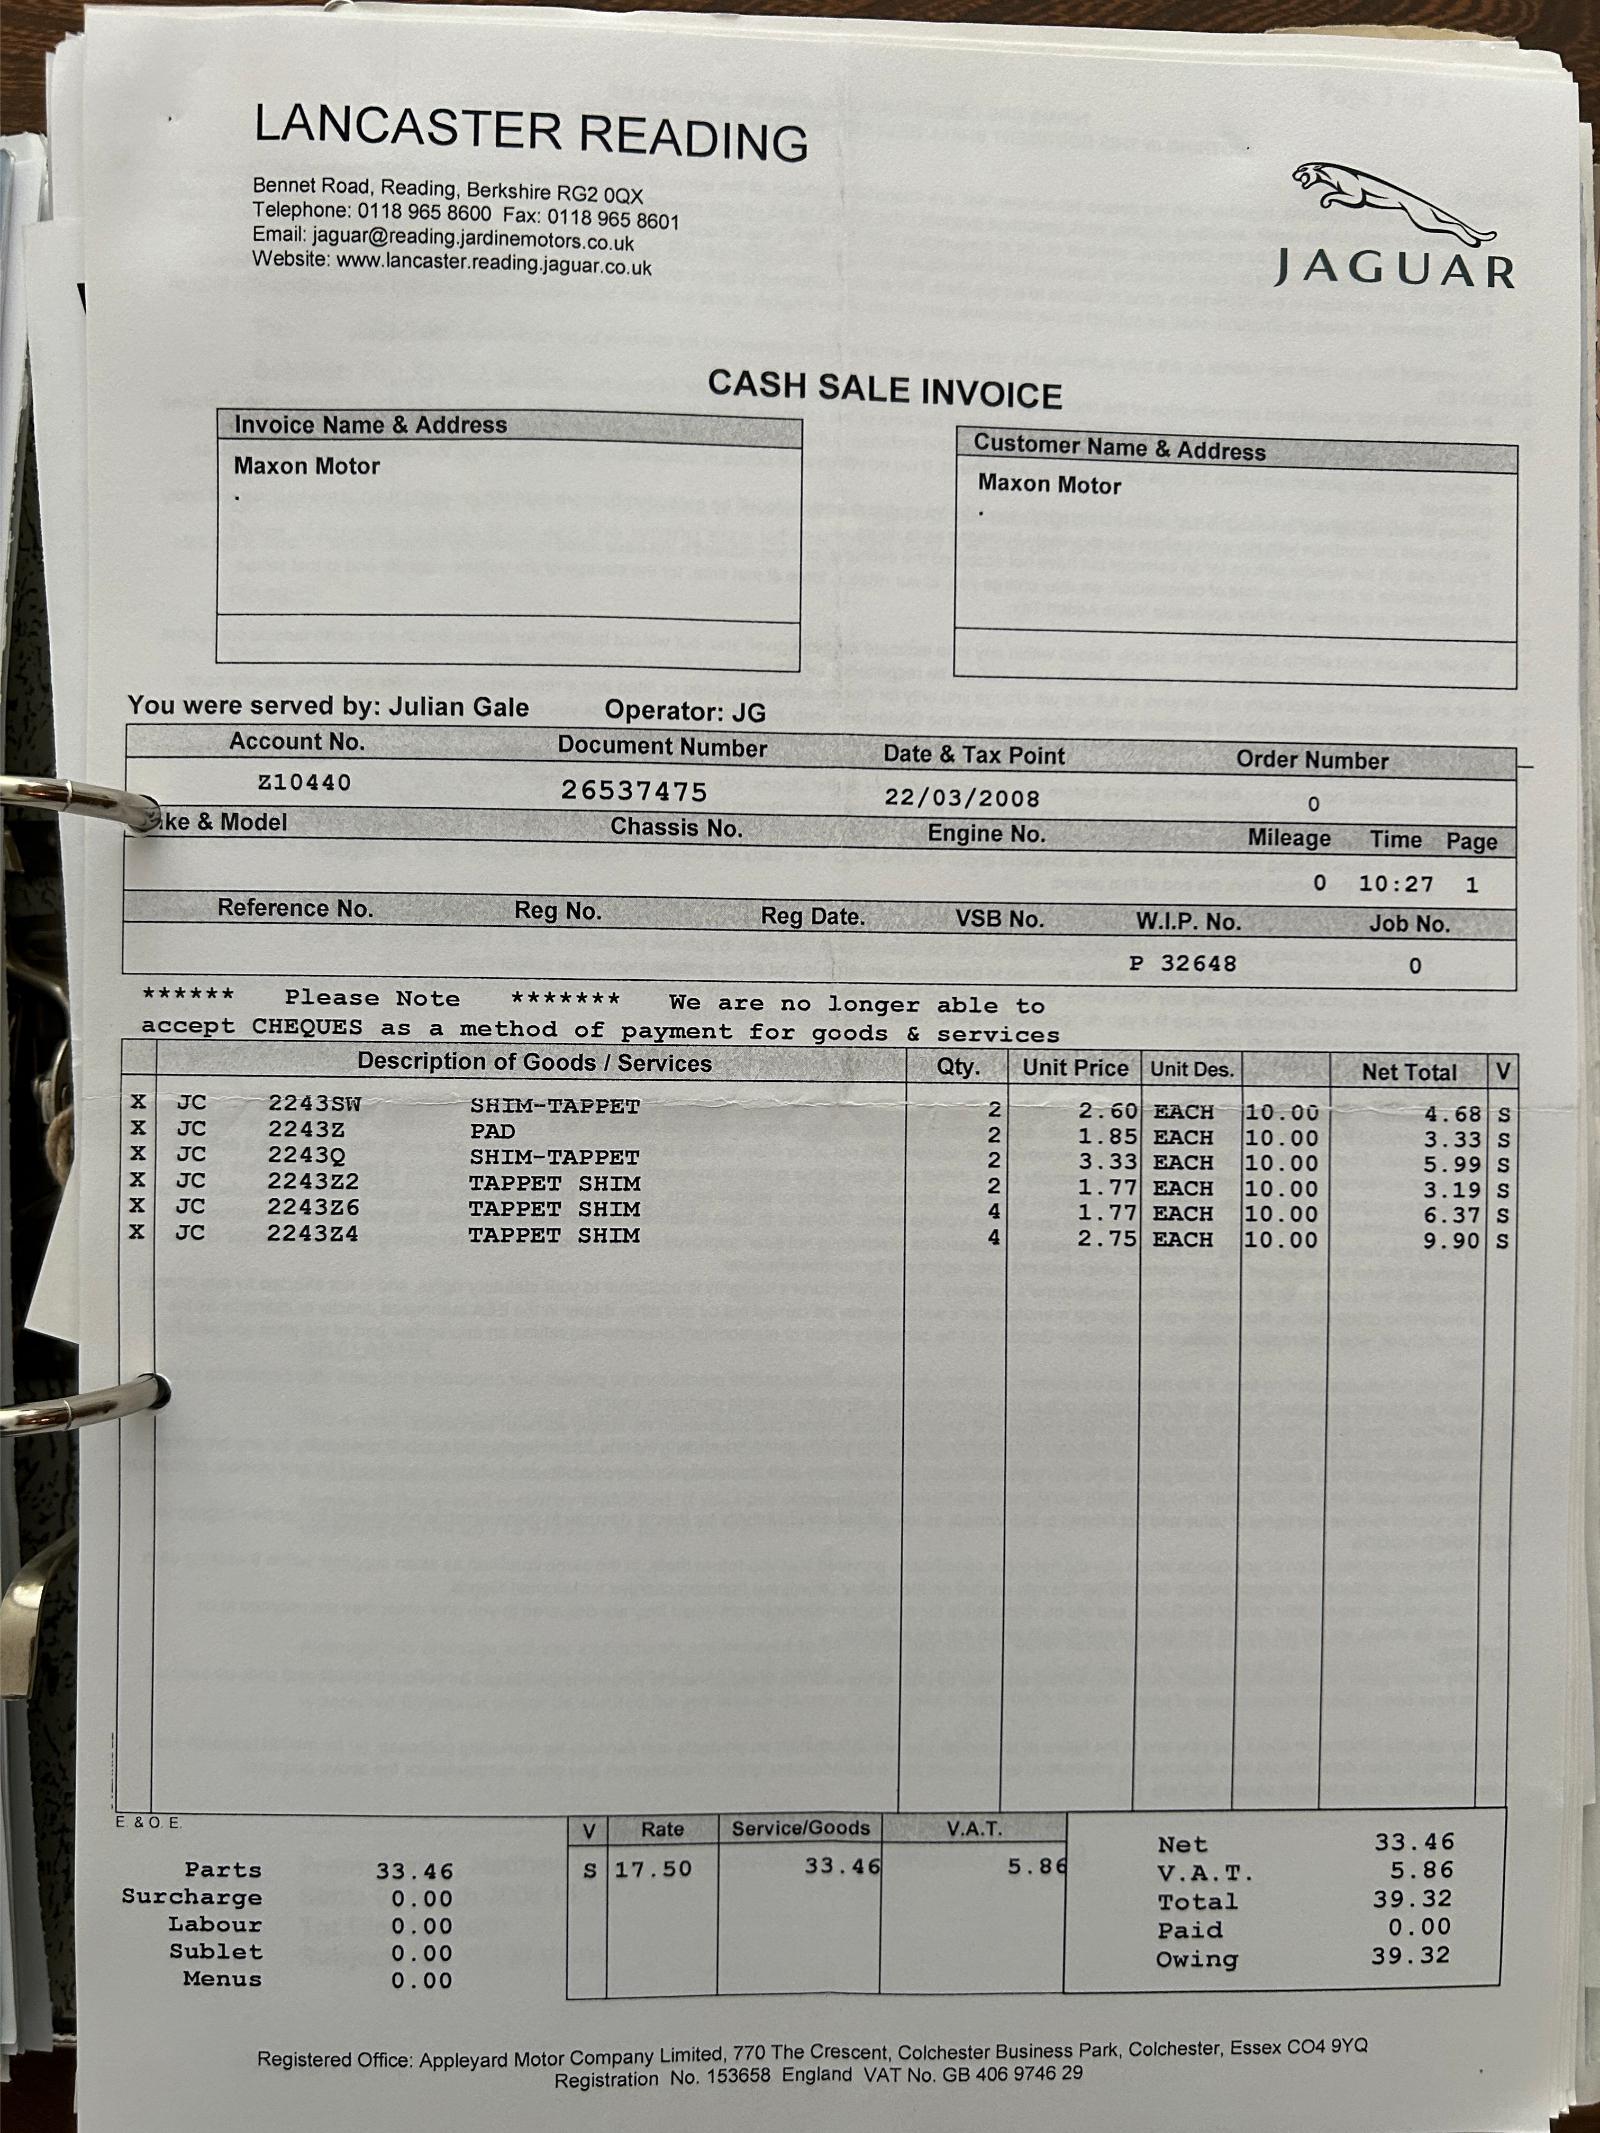 LANCASTER READING
Bennet Road, Reading, Berkshire RG2 0QX
Telephone: 0118 965 8600 Fax: 0118 965 8601
Email: jaguar@reading.jardinemotors.co.uk
Website: www.lancaster.reading.jaguar.co.uk
JAGUAR
CASH SALE INVOICE
Invoice Name & Address
Maxon Motor
.
Customer Name & Address
Maxon Motor
.
You were served by: Julian Gale Operator: JG
Account No. Document Number Date & Tax Point Order Number
Z10440 26537475 22/03/2008 0
ke & Model Chassis No. Engine No. Mileage Time Page
0 10:27 1
Reference No. Reg No. Reg Date. VSB No. W.I.P. No. Job No.
P 32648 0
****** Please Note ******* We are no longer able to
accept CHEQUES as a method of payment for goods & services
Description of Goods / Services Qty. Unit Price Unit Des. Net Total V
X JC 2243SW SHIM-TAPPET 2 2.60 EACH 10.00 4.68 S
X JC 2243Z PAD 2 1.85 EACH 10.00 3.33 S
X JC 2243Q SHIM-TAPPET 2 3.33 EACH 10.00 5.99 S
X JC 2243Z2 TAPPET SHIM 2 1.77 EACH 10.00 3.19 S
X JC 2243Z6 TAPPET SHIM 4 1.77 EACH 10.00 6.37 S
X JC 2243Z4 TAPPET SHIM 4 2.75 EACH 10.00 9.90 S
E. & O. E.
Parts 33.46
Surcharge 0.00
Labour 0.00
Sublet 0.00
Menus 0.00
V Rate Service/Goods V.A.T.
S 17.50 33.46 5.86
Net 33.46
V.A.T. 5.86
Total 39.32
Paid 0.00
Owing 39.32
Registered Office: Appleyard Motor Company Limited, 770 The Crescent, Colchester Business Park, Colchester, Essex CO4 9YQ
Registration No. 153658 England VAT No. GB 406 9746 29